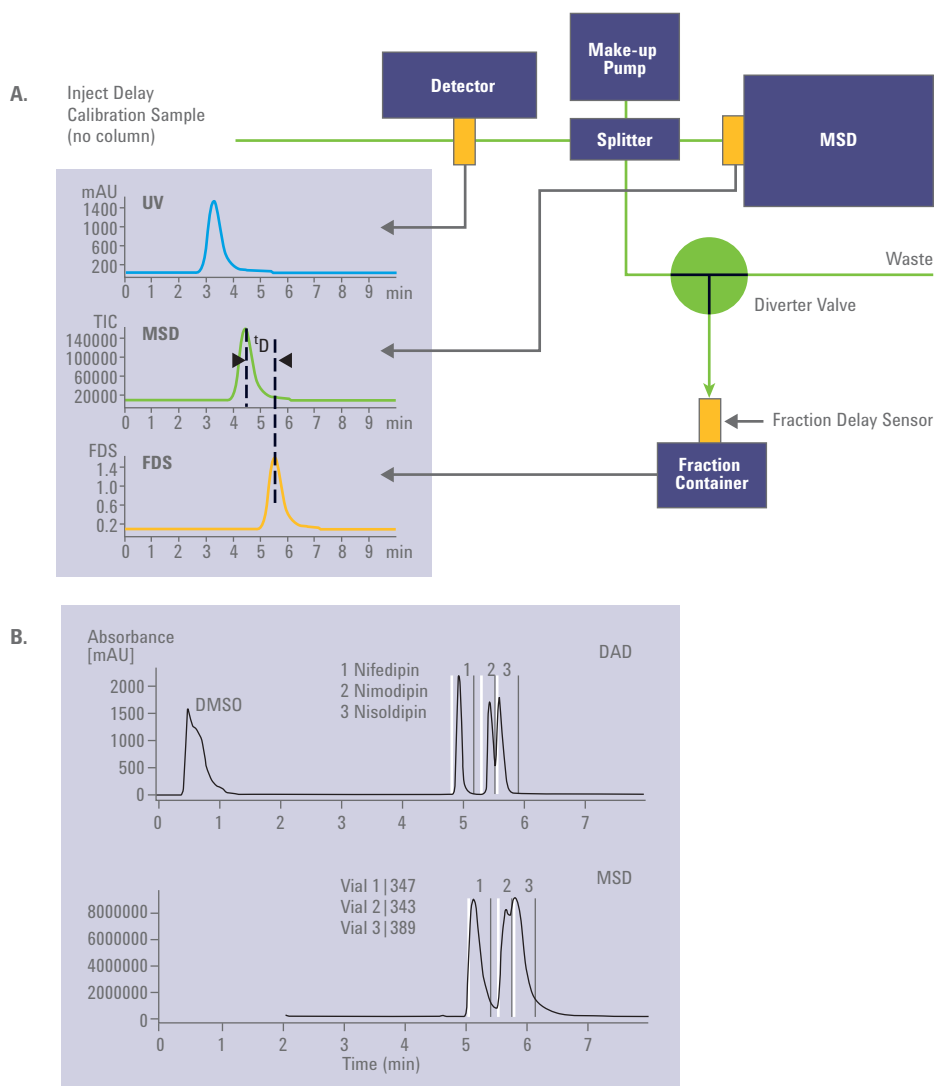 A.
Inject Delay
Calibration Sample
(no column)
Detector
Make-up
Pump
Splitter
MSD
Waste
Diverter Valve
Fraction Delay Sensor
Fraction
Container
mAU
UV
1400
1000
600
200
0 1 2 3 4 5 6 7 8 9 min
TIC
MSD
tD
140000
100000
60000
20000
0 1 2 3 4 5 6 7 8 9 min
FDS
FDS
1.4
1.0
0.6
0.2
0 1 2 3 4 5 6 7 8 9 min
B.
Absorbance
[mAU]
DAD
1 Nifedipin
2 Nimodipin
3 Nisoldipin
1 2 3
DMSO
2000
1500
1000
500
0
0 1 2 3 4 5 6 7
MSD
Vial 1|347
Vial 2|343
Vial 3|389
1 2 3
8000000
6000000
4000000
2000000
0
0 1 2 3 4 5 6 7
Time (min)